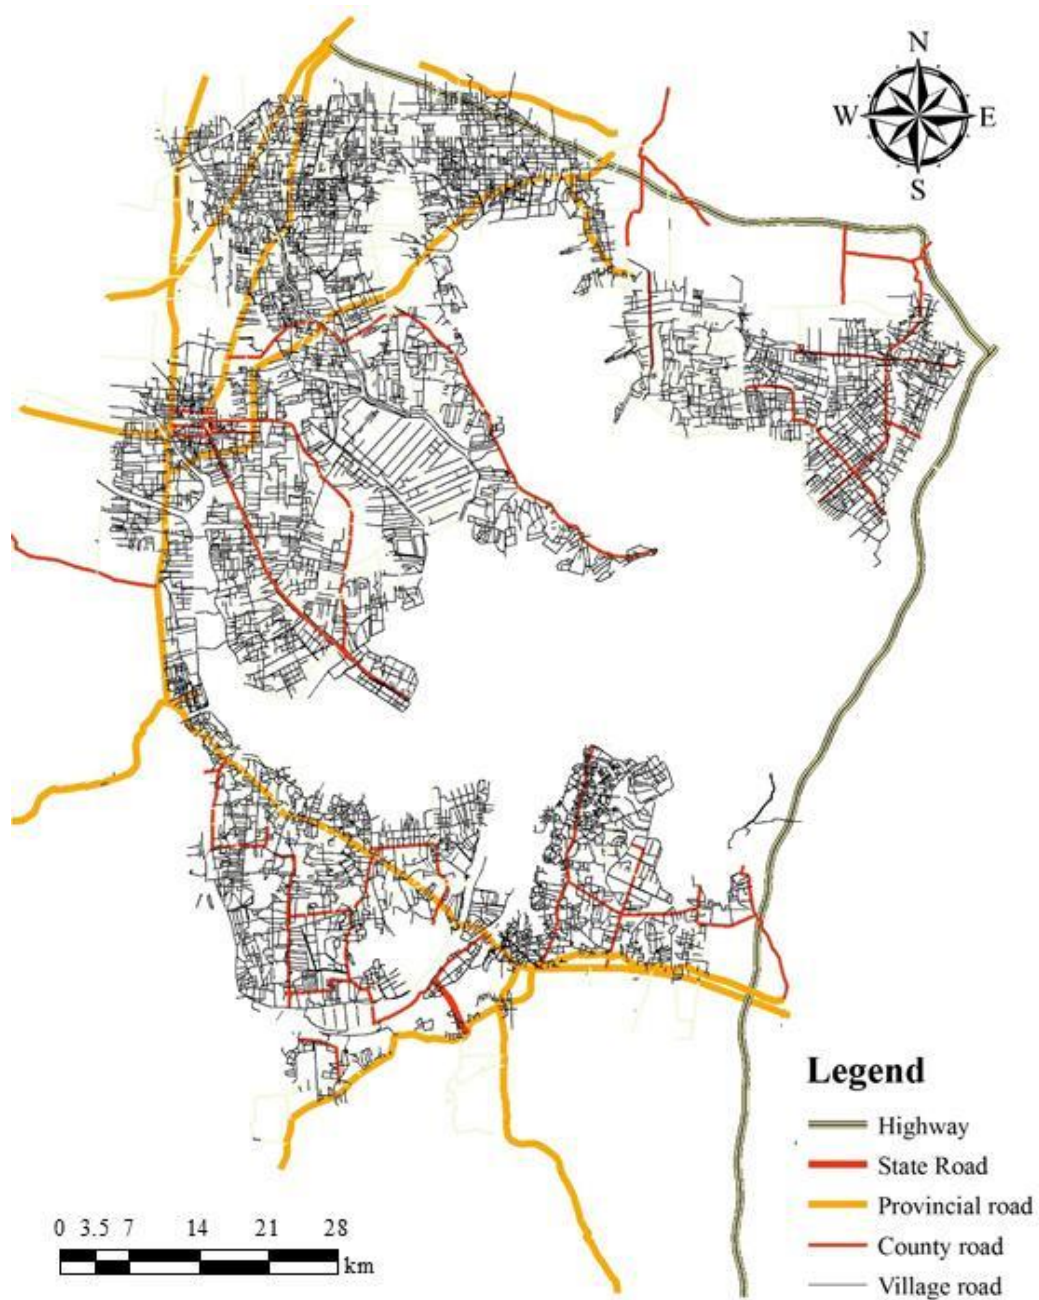 N
W E
S
Legend
Highway
State Road
Provincial road
County road
Village road
0 3.5 7 14 21 28
km